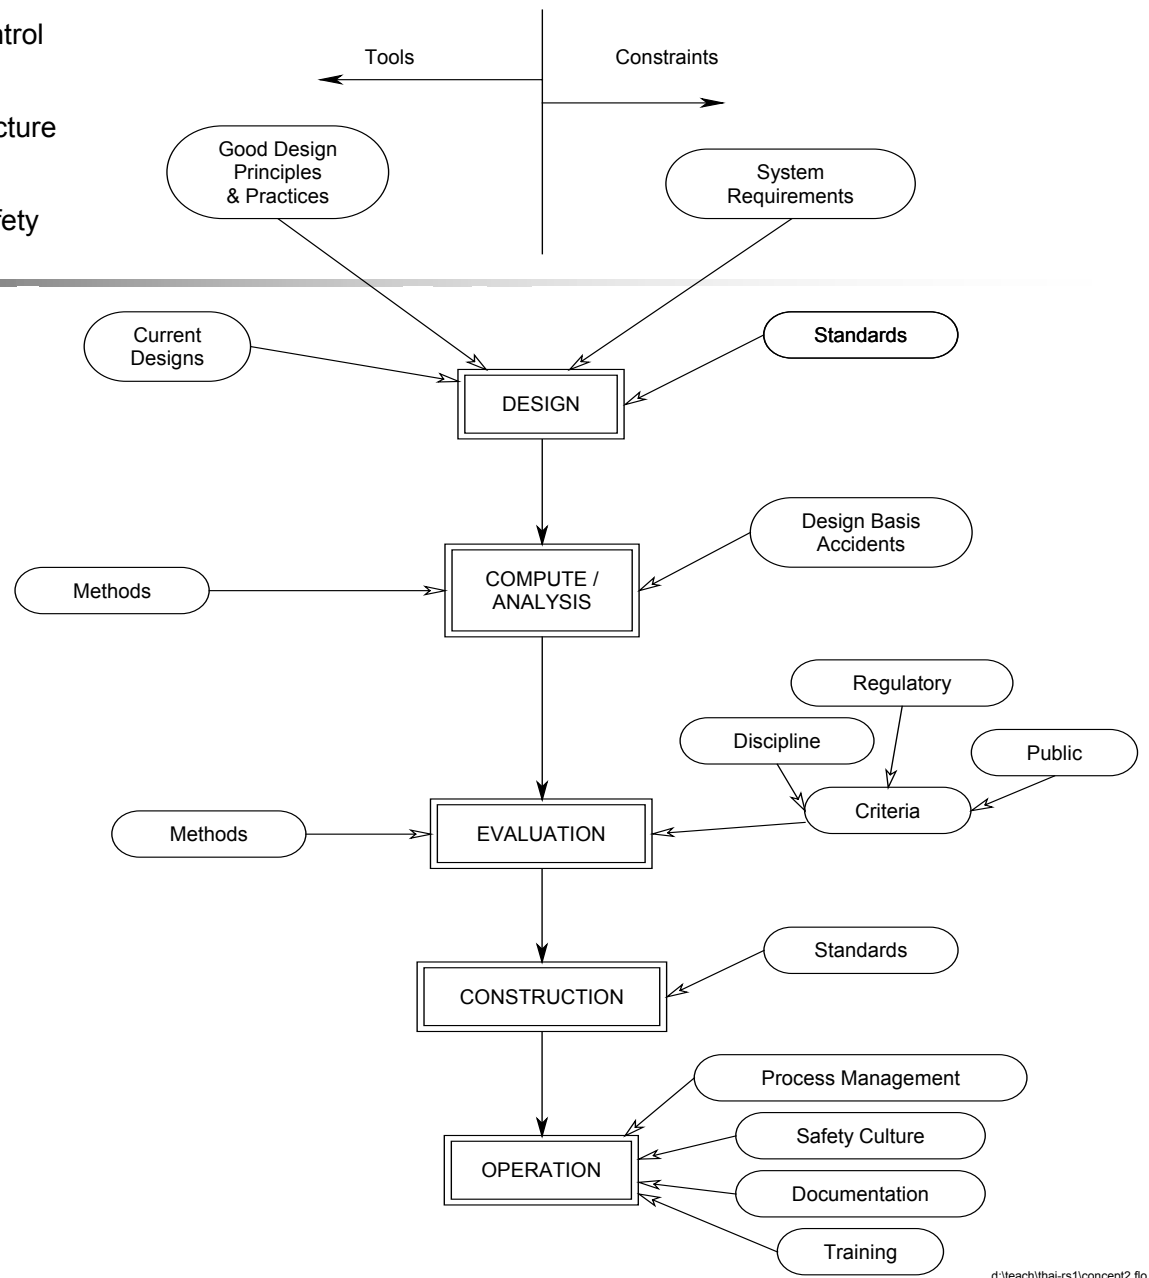 ntrol
Tools
Constraints
cture
Good Design
Principles
& Practices
System
Requirements
fety
Current
Designs
Standards
DESIGN
Design Basis
Accidents
COMPUTE /
ANALYSIS
Methods
Regulatory
Discipline
Public
Criteria
Methods
EVALUATION
Standards
CONSTRUCTION
Process Management
Safety Culture
OPERATION
Documentation
Training
d:\teach\thai-rs1\concept2.flo